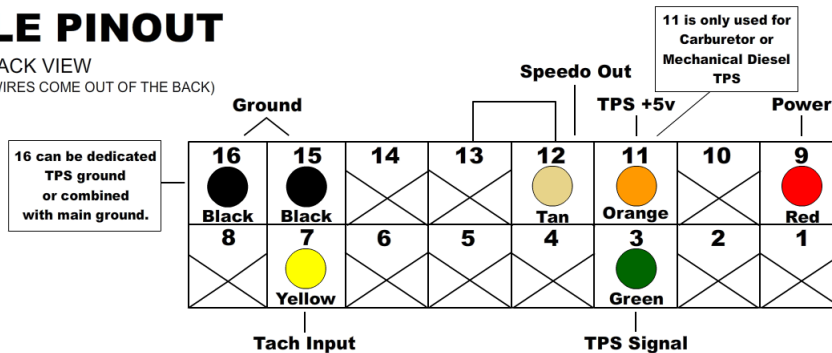 LE PINOUT
ACK VIEW
WIRES COME OUT OF THE BACK)
11 is only used for
Carburetor or
Mechanical Diesel
TPS
Speedo Out
Ground
TPS +5v
Power
16 can be dedicated
TPS ground
or combined
with main ground.
16 15 14 13 12 11 10 9
Black Black Tan Orange Red
8 7 6 5 4 3 2 1
Yellow Green
Tach Input
TPS Signal